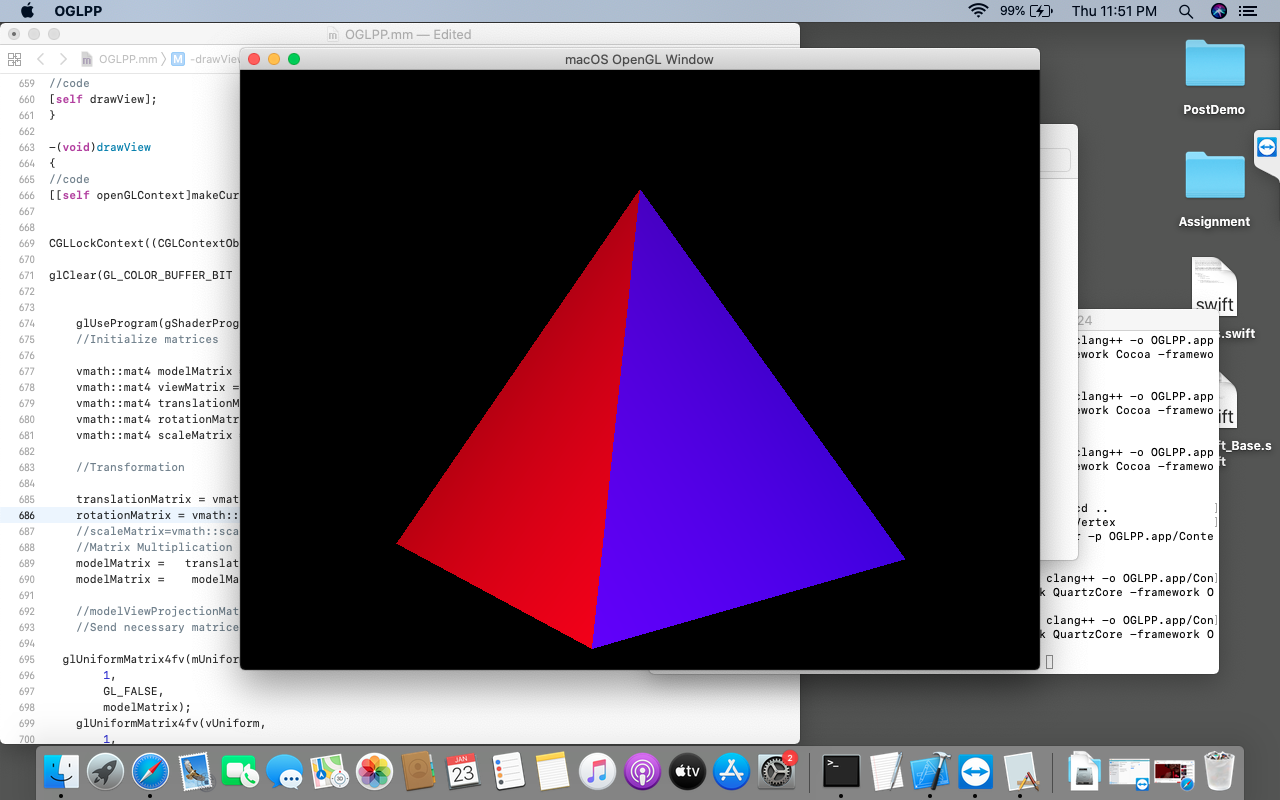 OGLPP
99%
Thu 11:51 PM
OGLPP.mm — Edited
OGLPP.mm
M
macOS OpenGL Window
659 //code
660 [self drawView];
661 }
662
663 -(void)drawView
664 {
665 //code
666 [[self openGLContext]makeCur
667
668
669 CGLLockContext((CGLContextOb
670
671 glClear(GL_COLOR_BUFFER_BIT
672
673
674 glUseProgram(gShaderProg
675 //Initialize matrices
676
677 vmath::mat4 modelMatrix
678 vmath::mat4 viewMatrix =
679 vmath::mat4 translationM
680 vmath::mat4 rotationMatr
681 vmath::mat4 scaleMatrix
682
683 //Transformation
684
685 translationMatrix = vmat
686 rotationMatrix = vmath::
687 //scaleMatrix=vmath::sca
688 //Matrix Multiplication
689 modelMatrix = translat
690 modelMatrix = modelMa
691
692 //modelViewProjectionMat
693 //Send necessary matrice
694
695 glUniformMatrix4fv(mUnifor
696 1,
697 GL_FALSE,
698 modelMatrix);
699 glUniformMatrix4fv(vUniform,
700 1,
PostDemo
Assignment
swift
s.swift
ft_Base.s
ft
24
clang++ -o OGLPP.app
ework Cocoa -framewo
clang++ -o OGLPP.app
ework Cocoa -framewo
clang++ -o OGLPP.app
ework Cocoa -framewo
cd .. ]
Vertex ]
r -p OGLPP.app/Conte
clang++ -o OGLPP.app/Con]
k QuartzCore -framework O
clang++ -o OGLPP.app/Con]
k QuartzCore -framework O
JAN
23
tv
2
>_